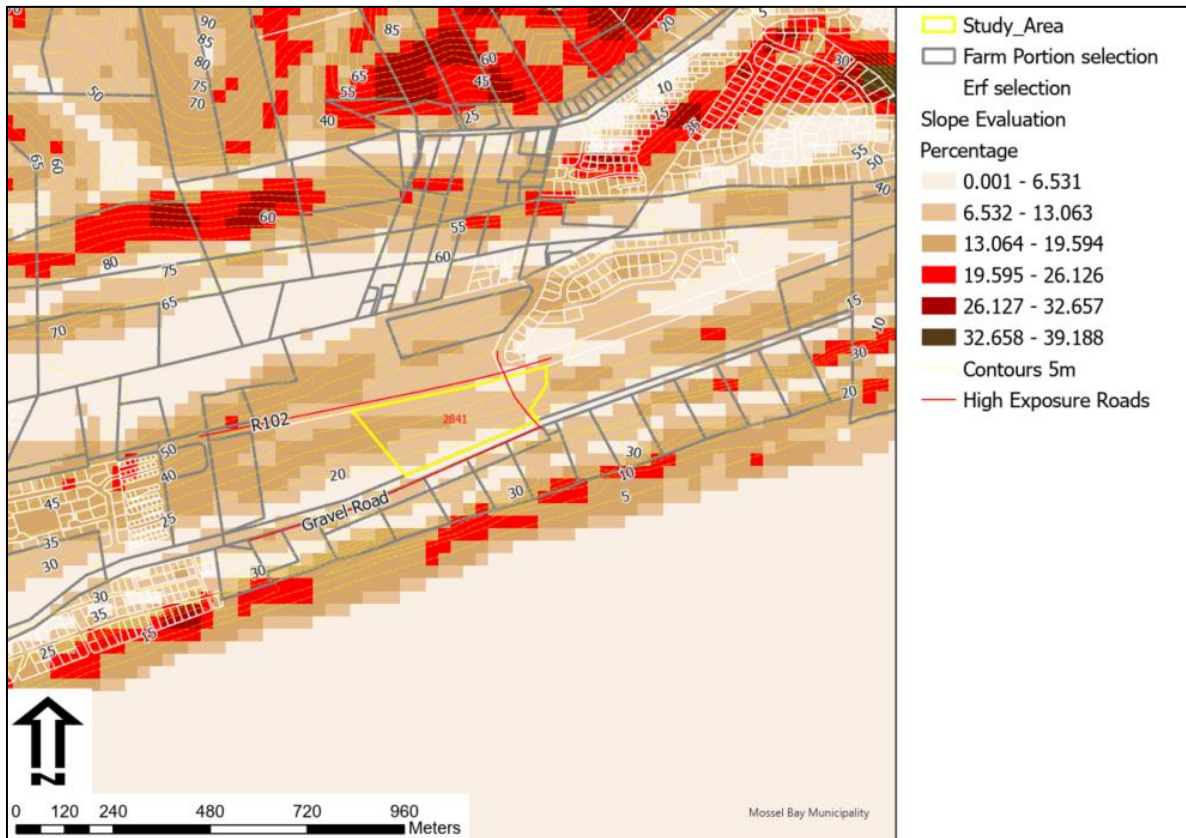 90
85
80
75
70
50
65
60
85
65
55
60
45
40
25
20
5
10
15
35
30
55
50
40
60
55
60
80
75
65
70
15
10
30
20
R102
2841
50
40
45
25
35
30
20
Gravel Road
30
30
10
5
30
30
35
15
25
N
0 120 240 480 720 960
Meters
Mossel Bay Municipality
Study_Area
Farm Portion selection
Erf selection
Slope Evaluation
Percentage
0.001 - 6.531
6.532 - 13.063
13.064 - 19.594
19.595 - 26.126
26.127 - 32.657
32.658 - 39.188
Contours 5m
High Exposure Roads